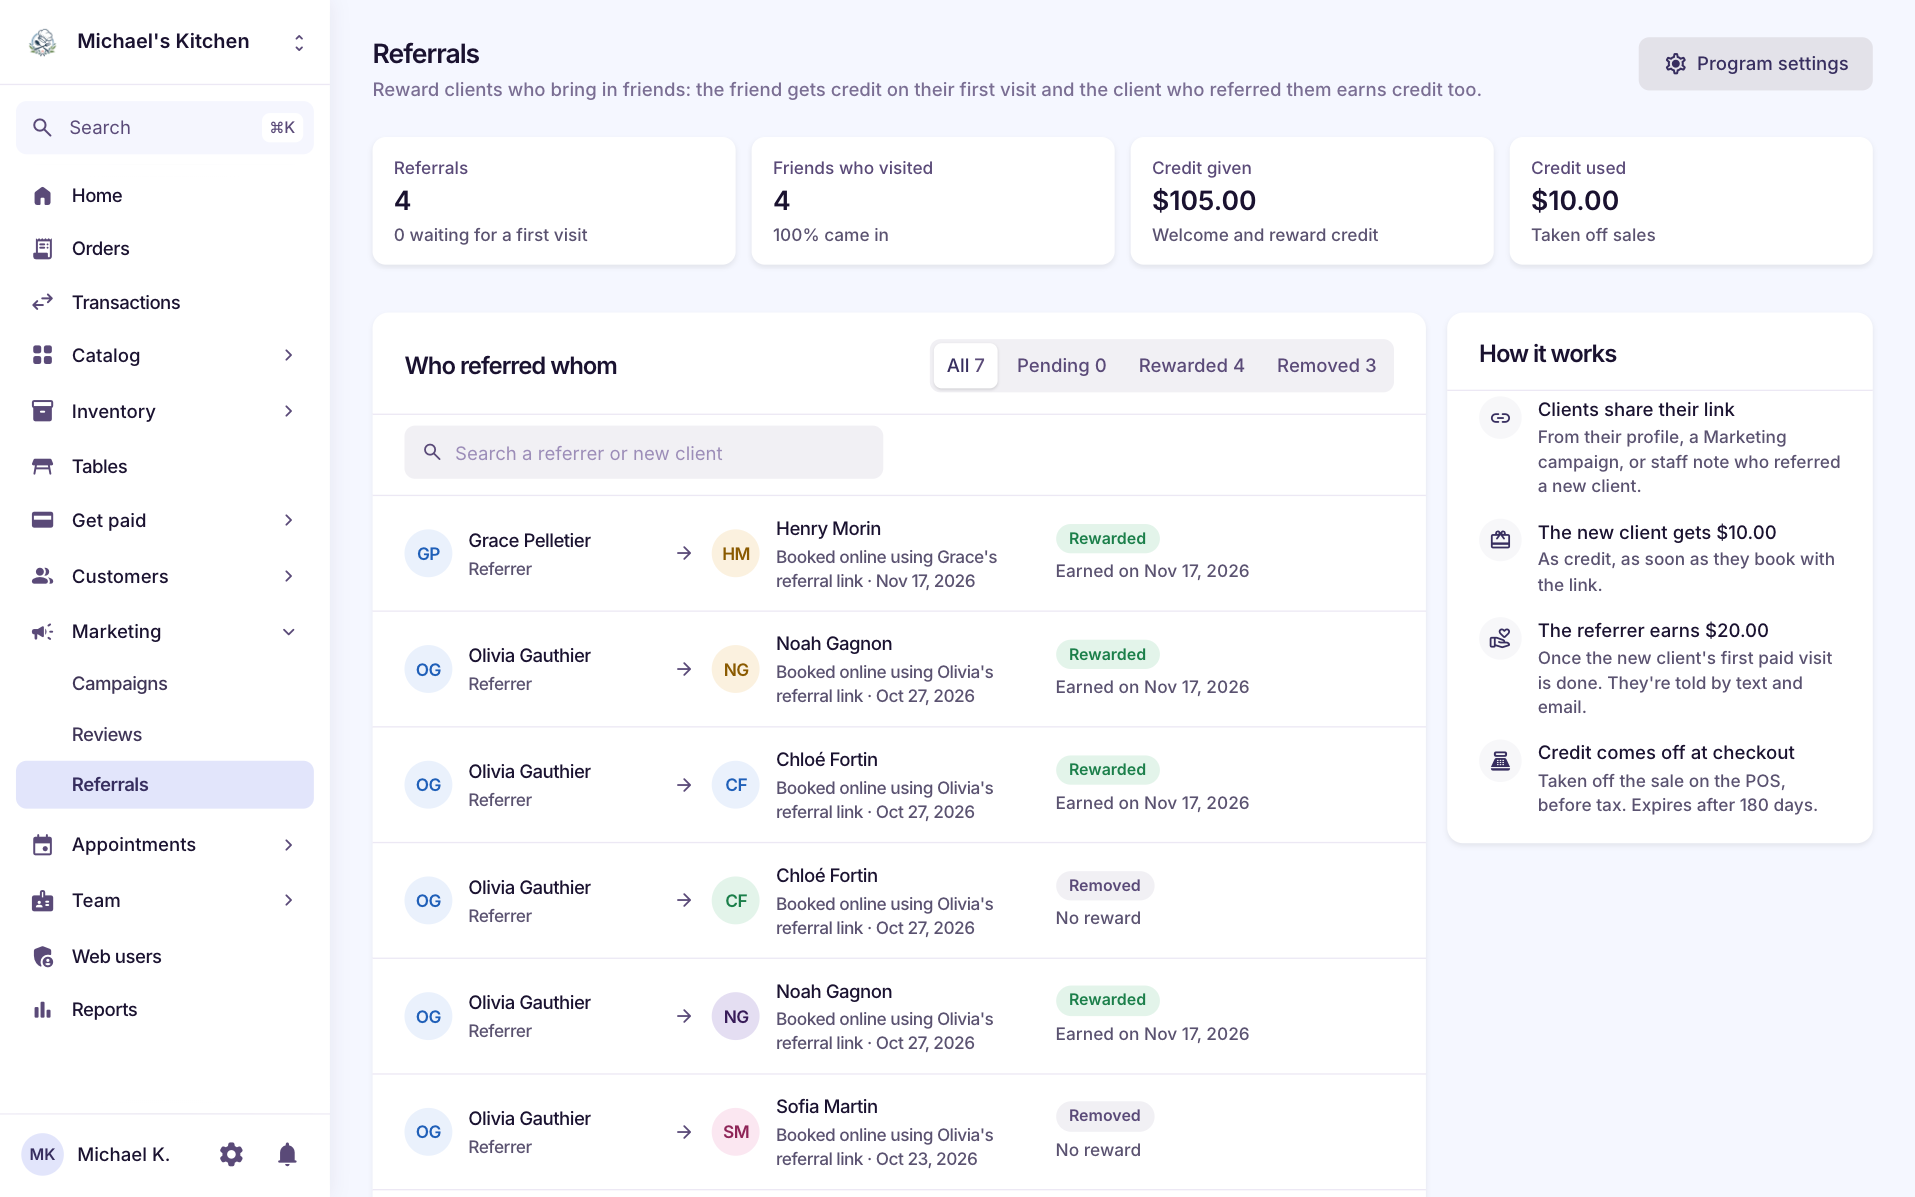 Michael's Kitchen
Search ⌘K
Home
Orders
Transactions
Catalog
Inventory
Tables
Get paid
Customers
Marketing
Campaigns
Reviews
Referrals
Appointments
Team
Web users
Reports
MK Michael K.
Referrals
Reward clients who bring in friends: the friend gets credit on their first visit and the client who referred them earns credit too.
Program settings
Referrals
4
0 waiting for a first visit
Friends who visited
4
100% came in
Credit given
$105.00
Welcome and reward credit
Credit used
$10.00
Taken off sales
Who referred whom
All 7 Pending 0 Rewarded 4 Removed 3
Search a referrer or new client
GP
Grace Pelletier
Referrer
HM
Henry Morin
Booked online using Grace's
referral link · Nov 17, 2026
Rewarded
Earned on Nov 17, 2026
OG
Olivia Gauthier
Referrer
NG
Noah Gagnon
Booked online using Olivia's
referral link · Oct 27, 2026
Rewarded
Earned on Nov 17, 2026
OG
Olivia Gauthier
Referrer
CF
Chloé Fortin
Booked online using Olivia's
referral link · Oct 27, 2026
Rewarded
Earned on Nov 17, 2026
OG
Olivia Gauthier
Referrer
CF
Chloé Fortin
Booked online using Olivia's
referral link · Oct 27, 2026
Removed
No reward
OG
Olivia Gauthier
Referrer
NG
Noah Gagnon
Booked online using Olivia's
referral link · Oct 27, 2026
Rewarded
Earned on Nov 17, 2026
OG
Olivia Gauthier
Referrer
SM
Sofia Martin
Booked online using Olivia's
referral link · Oct 23, 2026
Removed
No reward
How it works
Clients share their link
From their profile, a Marketing
campaign, or staff note who referred
a new client.
The new client gets $10.00
As credit, as soon as they book with
the link.
The referrer earns $20.00
Once the new client's first paid visit
is done. They're told by text and
email.
Credit comes off at checkout
Taken off the sale on the POS,
before tax. Expires after 180 days.